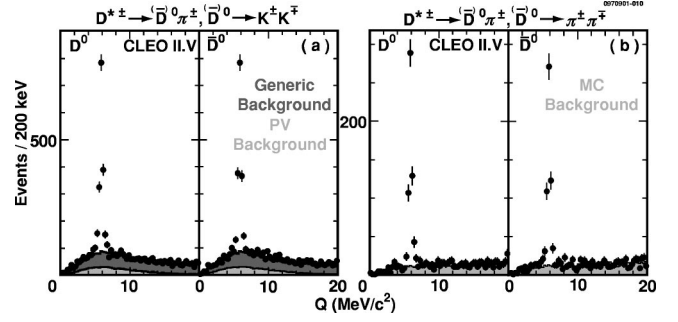 0970901-010
D*± → (D̄)⁰π±, (D̄)⁰ → K±K∓
D*± → (D̄)⁰π±, (D̄)⁰ → π±π∓
D⁰ CLEO II.V D̄⁰ (a)
D⁰ CLEO II.V D̄⁰ (b)
Generic
Background
PV
Background
MC
Background
Events / 200 keV
500
200
0 10 0 10 20
0 10 0 10 20
Q (MeV/c²)